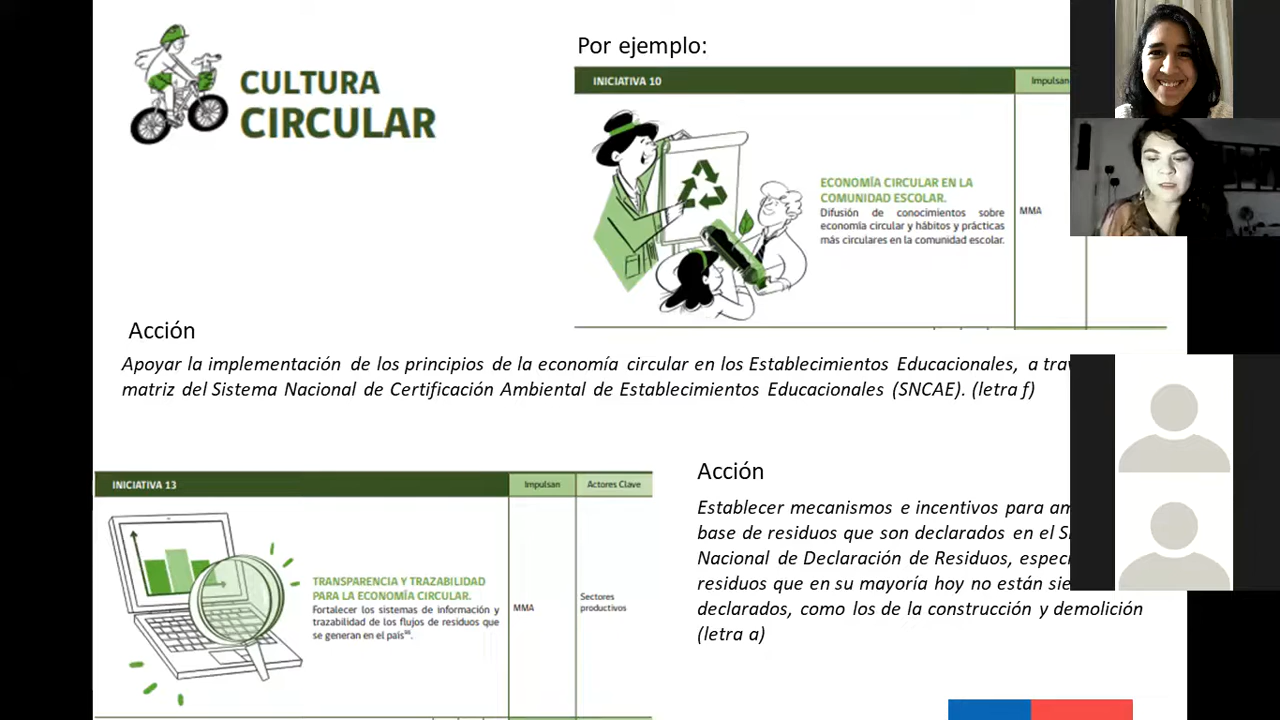 CULTURA
CIRCULAR
Por ejemplo:
INICIATIVA 10
Impulsan
ECONOMÍA CIRCULAR EN LA
COMUNIDAD ESCOLAR.
Difusión de conocimientos sobre
economía circular y hábitos y prácticas
más circulares en la comunidad escolar.
MMA
Acción
Apoyar la implementación de los principios de la economía circular en los Establecimientos Educacionales, a
matriz del Sistema Nacional de Certificación Ambiental de Establecimientos Educacionales (SNCAE). (letra f)
INICIATIVA 13
Impulsan
Actores Clave
TRANSPARENCIA Y TRAZABILIDAD
PARA LA ECONOMÍA CIRCULAR.
Fortalecer los sistemas de información y
trazabilidad de los flujos de residuos que
se generan en el país
MMA
Sectores
productivos
Acción
Establecer mecanismos e incentivos para
base de residuos que son declarados en el
Nacional de Declaración de Residuos,
residuos que en su mayoría hoy no están
declarados, como los de la construcción y demolición
(letra a)